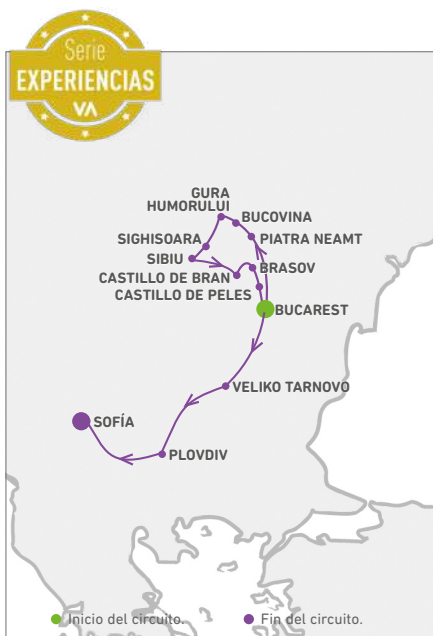 Serie
EXPERIENCIAS
VA
GURA
HUMORULUI
BUCOVINA
SIGHISOARA
PIATRA NEAMT
SIBIU
BRASOV
CASTILLO DE BRAN
CASTILLO DE PELES
BUCAREST
VELIKO TARNOVO
SOFÍA
PLOVDIV
Inicio del circuito.
Fin del circuito.